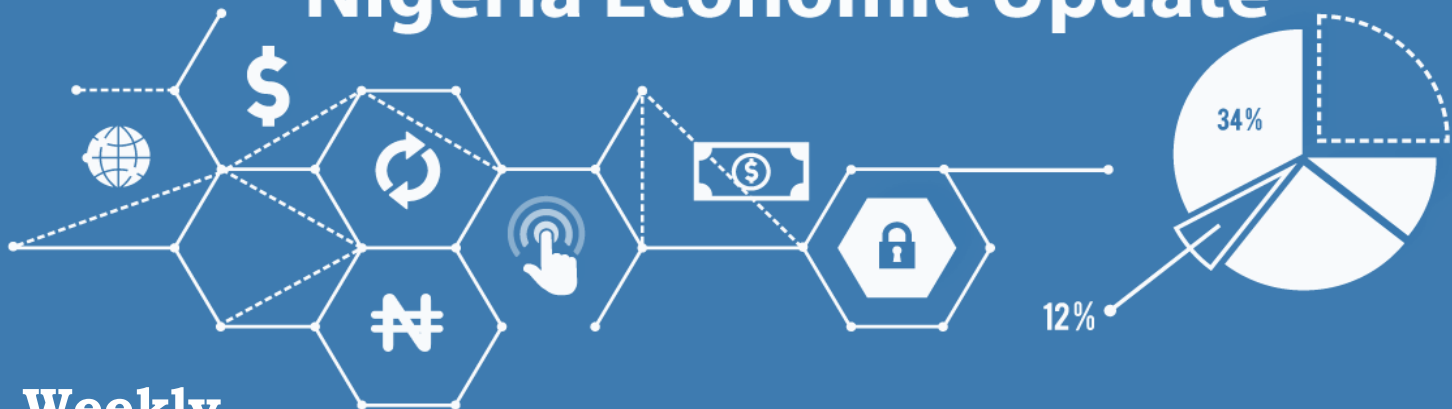 Nigeria Economic Update
$
34%
$
12%
₦
Weekly